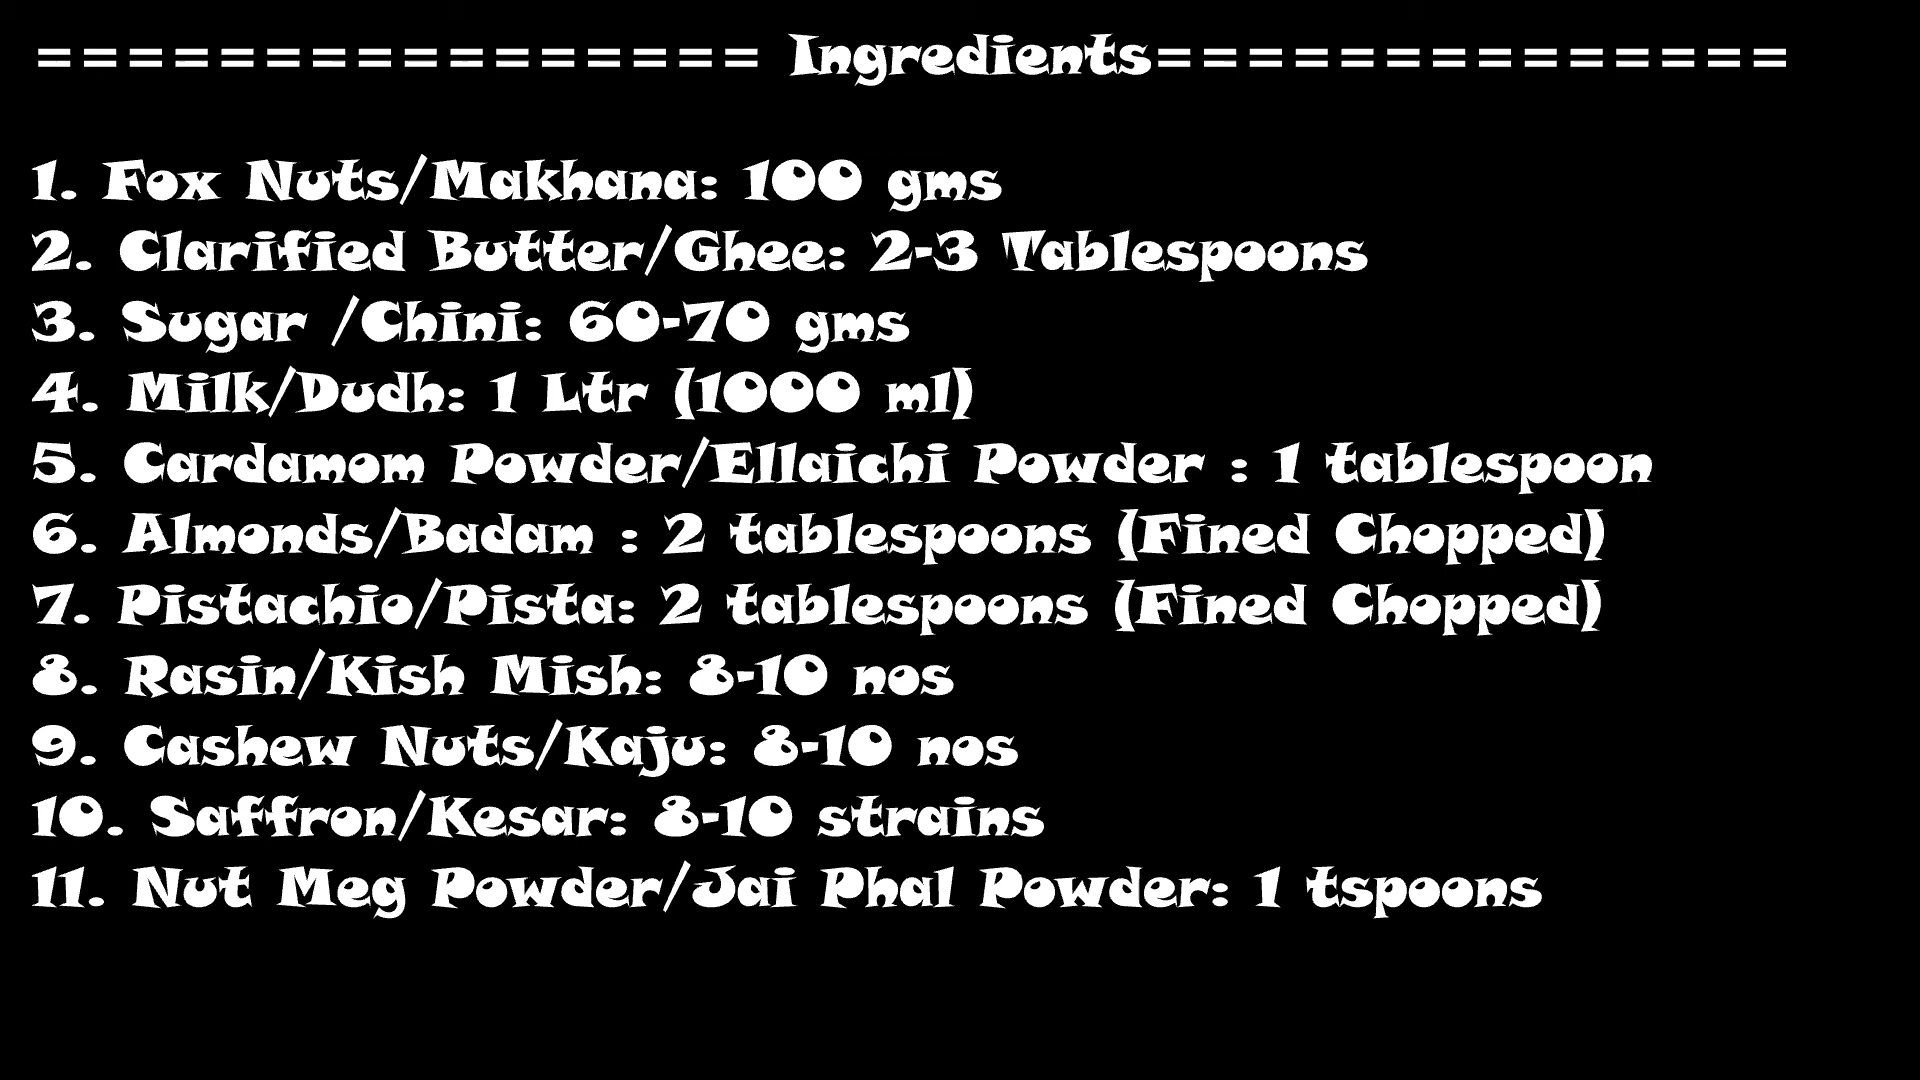 ================ Ingredients==============
1. Fox Nuts/Makhana: 100 gms
2. Clarified Butter/Ghee: 2-3 Tablespoons
3. Sugar /Chini: 60-70 gms
4. Milk/Dudh: 1 Ltr (1000 ml)
5. Cardamom Powder/Ellaichi Powder : 1 tablespoon
6. Almonds/Badam : 2 tablespoons (Fined Chopped)
7. Pistachio/Pista: 2 tablespoons (Fined Chopped)
8. Rasin/Kish Mish: 8-10 nos
9. Cashew Nuts/Kaju: 8-10 nos
10. Saffron/Kesar: 8-10 strains
11. Nut Meg Powder/Jai Phal Powder: 1 tspoons